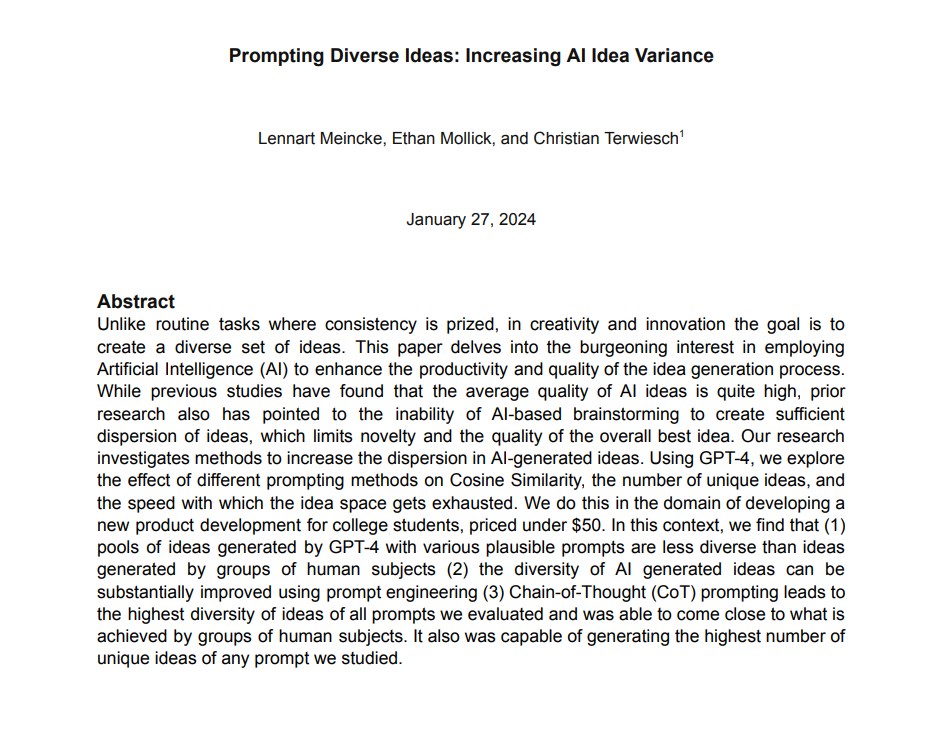 Prompting Diverse Ideas: Increasing AI Idea Variance
Lennart Meincke, Ethan Mollick, and Christian Terwiesch1
January 27, 2024
Abstract
Unlike routine tasks where consistency is prized, in creativity and innovation the goal is to
create a diverse set of ideas. This paper delves into the burgeoning interest in employing
Artificial Intelligence (AI) to enhance the productivity and quality of the idea generation process.
While previous studies have found that the average quality of AI ideas is quite high, prior
research also has pointed to the inability of AI-based brainstorming to create sufficient
dispersion of ideas, which limits novelty and the quality of the overall best idea. Our research
investigates methods to increase the dispersion in AI-generated ideas. Using GPT-4, we explore
the effect of different prompting methods on Cosine Similarity, the number of unique ideas, and
the speed with which the idea space gets exhausted. We do this in the domain of developing a
new product development for college students, priced under $50. In this context, we find that (1)
pools of ideas generated by GPT-4 with various plausible prompts are less diverse than ideas
generated by groups of human subjects (2) the diversity of AI generated ideas can be
substantially improved using prompt engineering (3) Chain-of-Thought (CoT) prompting leads to
the highest diversity of ideas of all prompts we evaluated and was able to come close to what is
achieved by groups of human subjects. It also was capable of generating the highest number of
unique ideas of any prompt we studied.